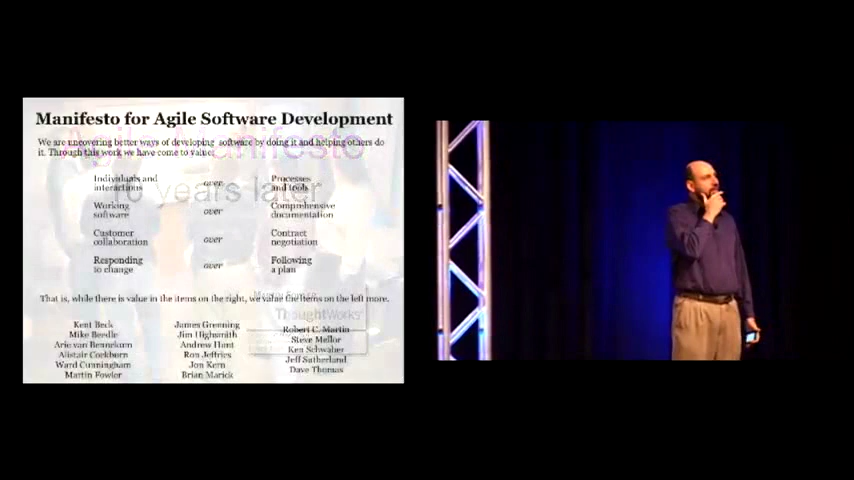 Manifesto for Agile Software Development
We are uncovering better ways of developing software by doing it and helping others do
it. Through this work we have come to value:
Agile Manifesto
10 years later
Individuals and
interactions
over
Processes
and tools
Working
software
over
Comprehensive
documentation
Customer
collaboration
over
Contract
negotiation
Responding
to change
over
Following
a plan
That is, while there is value in the items on the right, we value the items on the left more.
ThoughtWorks
Kent Beck
Mike Beedle
Arie van Bennekum
Alistair Cockburn
Ward Cunningham
Martin Fowler
James Grenning
Jim Highsmith
Andrew Hunt
Ron Jeffries
Jon Kern
Brian Marick
Robert C. Martin
Steve Mellor
Ken Schwaber
Jeff Sutherland
Dave Thomas